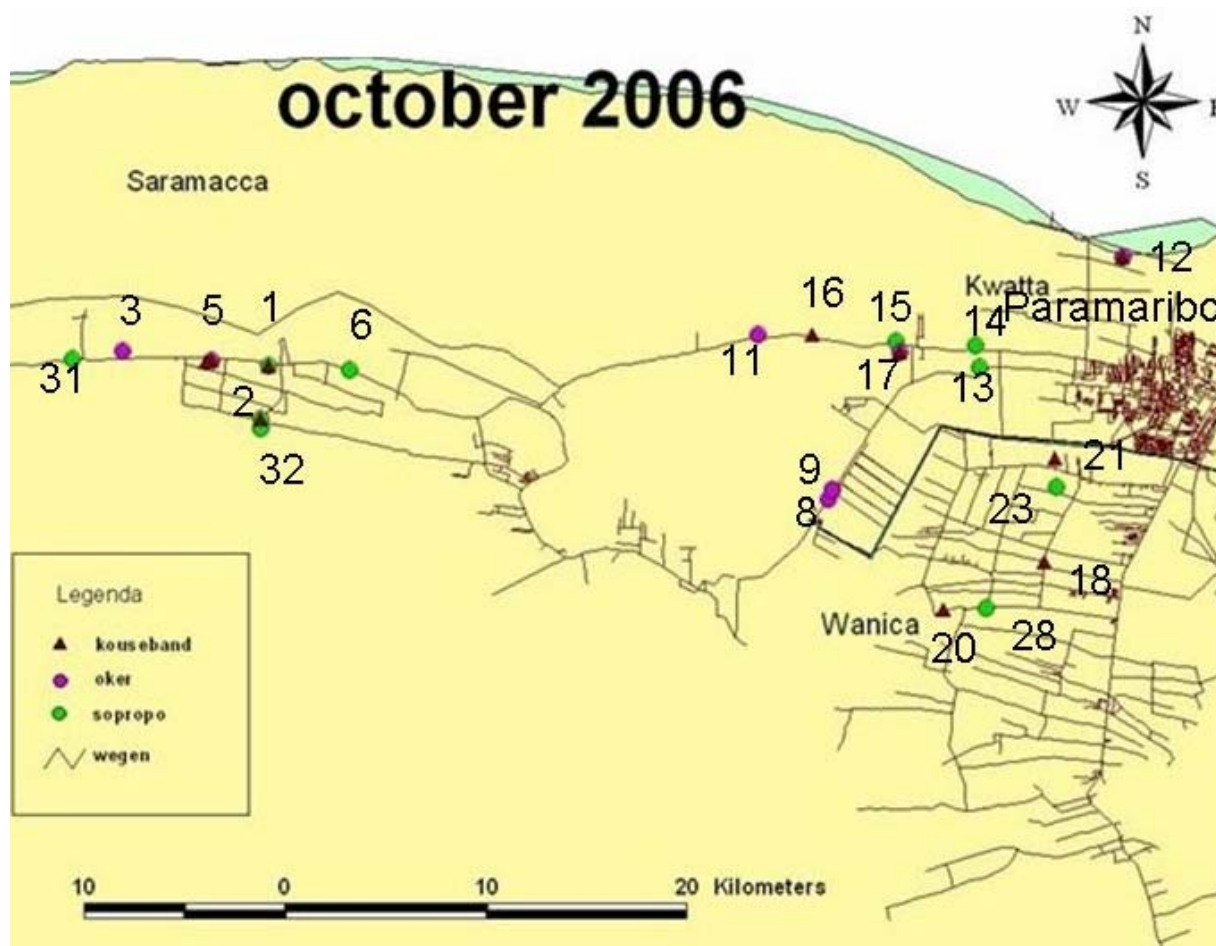 october 2006
N
W
E
S
Saramacca
12
Kwatta
Paramaribo
3
5
1
6
16
15
14
31
11
17
13
2
32
9
8
21
23
18
Wanica
20
28
Legenda
kouseband
oker
sopropo
wegen
10 0 10 20 Kilometers